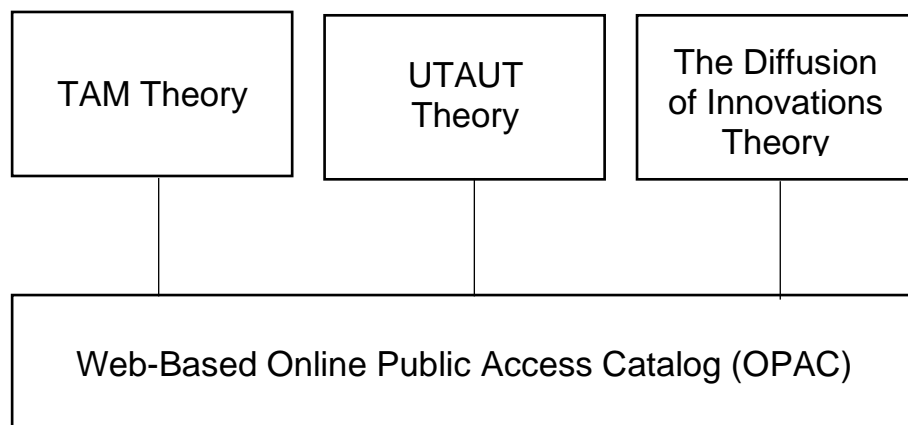 TAM Theory
UTAUT
Theory
The Diffusion
of Innovations
Theory
Web-Based Online Public Access Catalog (OPAC)